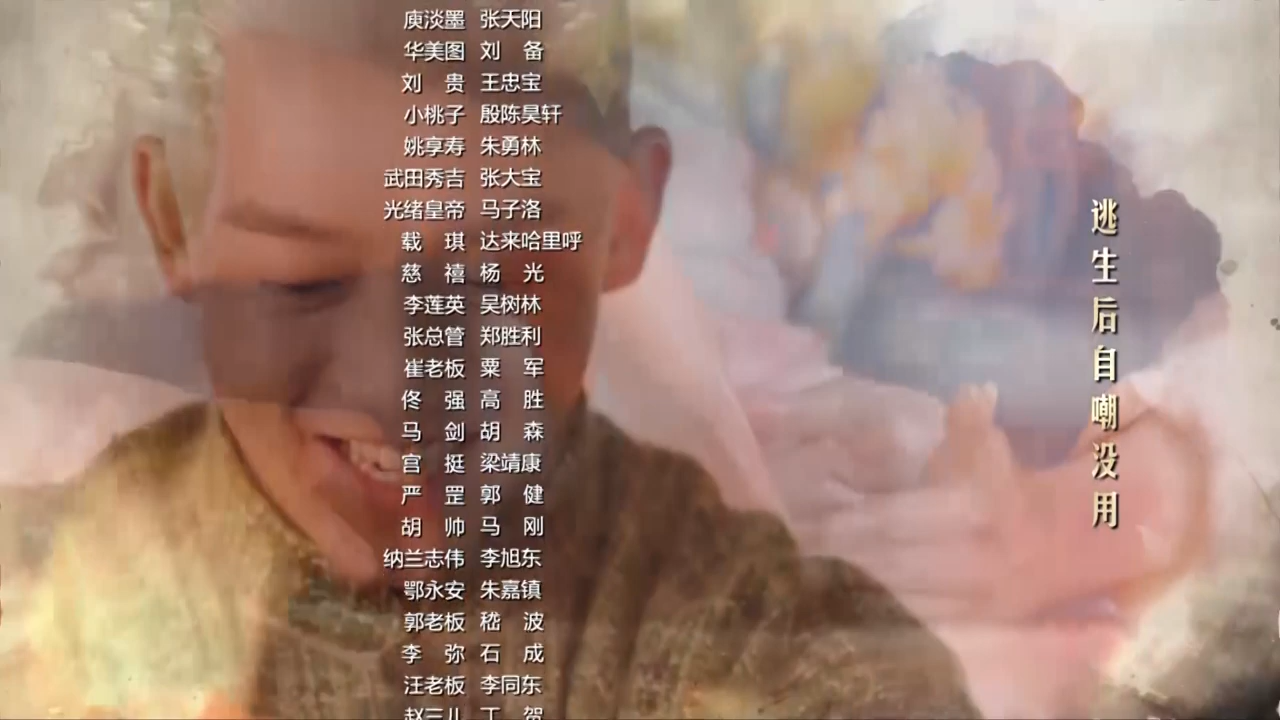 庾淡墨 张天阳
华美图 刘 备
刘 贵 王忠宝
小桃子 殷陈昊轩
姚享寿 朱勇林
武田秀吉 张大宝
光绪皇帝 马子洛
载 琪 达来哈里呼
慈 禧 杨 光
李莲英 吴树林
张总管 郑胜利
崔老板 粟 军
佟 强 高 胜
马 剑 胡 森
宫 挺 梁靖康
严 罡 郭 健
胡 帅 马 刚
纳兰志伟 李旭东
鄂永安 朱嘉镇
郭老板 嵇 波
李 弥 石 成
汪老板 李同东
赵三儿 丁 贺
逃生后自嘲没用